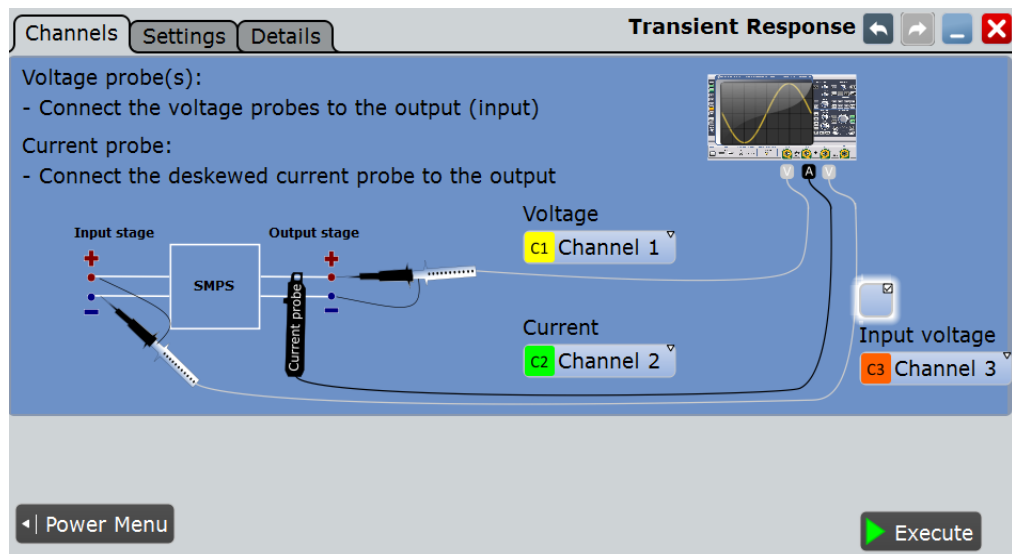 Channels Settings Details Transient Response
Voltage probe(s):
- Connect the voltage probes to the output (input)
Current probe:
- Connect the deskewed current probe to the output
V A V
Voltage
C1 Channel 1
Input stage Output stage
+ +
SMPS
- -
Current probe
Current
C2 Channel 2
Input voltage
C3 Channel 3
Power Menu
Execute